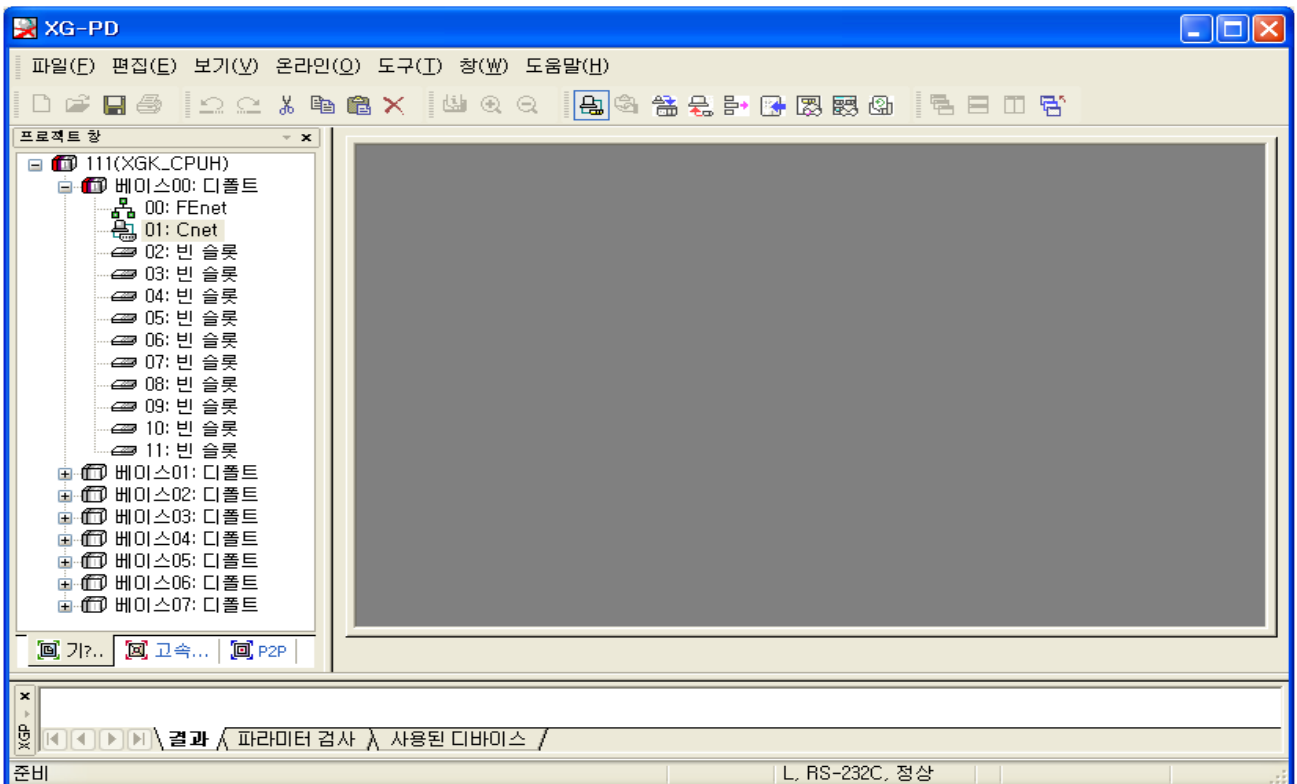 XG-PD
파일(F) 편집(E) 보기(V) 온라인(O) 도구(T) 창(W) 도움말(H)
프로젝트 창
111(XGK_CPUH)
베이스00: 디폴트
00: FEnet
01: Cnet
02: 빈 슬롯
03: 빈 슬롯
04: 빈 슬롯
05: 빈 슬롯
06: 빈 슬롯
07: 빈 슬롯
08: 빈 슬롯
09: 빈 슬롯
10: 빈 슬롯
11: 빈 슬롯
베이스01: 디폴트
베이스02: 디폴트
베이스03: 디폴트
베이스04: 디폴트
베이스05: 디폴트
베이스06: 디폴트
베이스07: 디폴트
기?.. 고속... P2P
결과 파라미터 검사 사용된 디바이스
준비 L, RS-232C, 정상